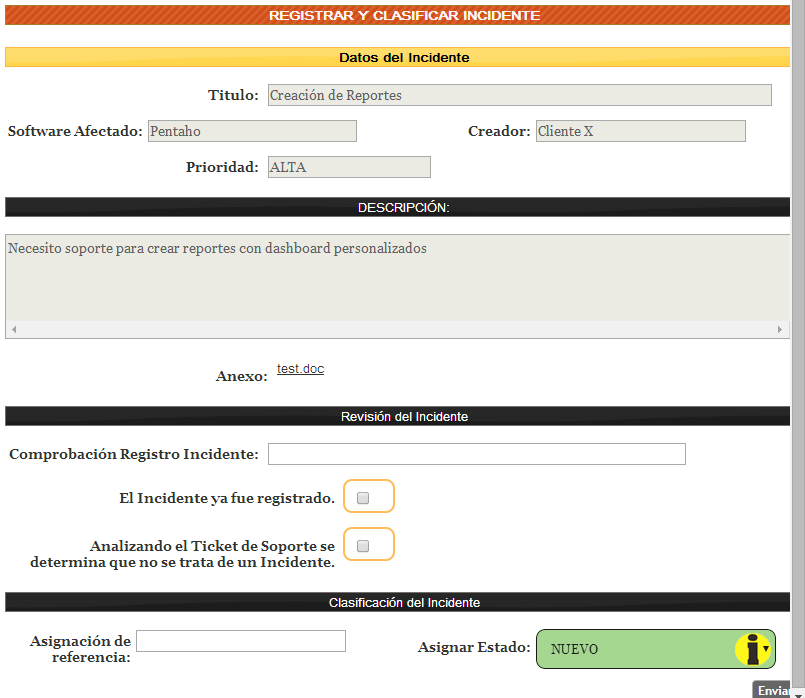 REGISTRAR Y CLASIFICAR INCIDENTE
Datos del Incidente
Titulo: Creación de Reportes
Software Afectado: Pentaho Creador: Cliente X
Prioridad: ALTA
DESCRIPCIÓN:
Necesito soporte para crear reportes con dashboard personalizados
Anexo: test.doc
Revisión del Incidente
Comprobación Registro Incidente:
El Incidente ya fue registrado.
Analizando el Ticket de Soporte se
determina que no se trata de un Incidente.
Clasificación del Incidente
Asignación de
referencia:
Asignar Estado: NUEVO
Enviar